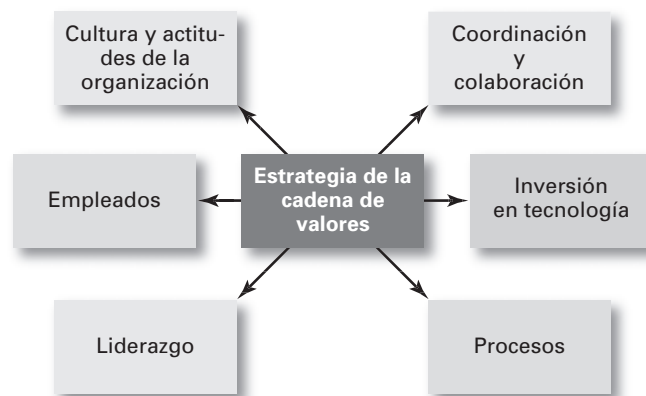 Cultura y actitu-
des de la
organización
Coordinación
y
colaboración
Empleados
Estrategia de la
cadena de
valores
Inversión
en tecnología
Liderazgo
Procesos